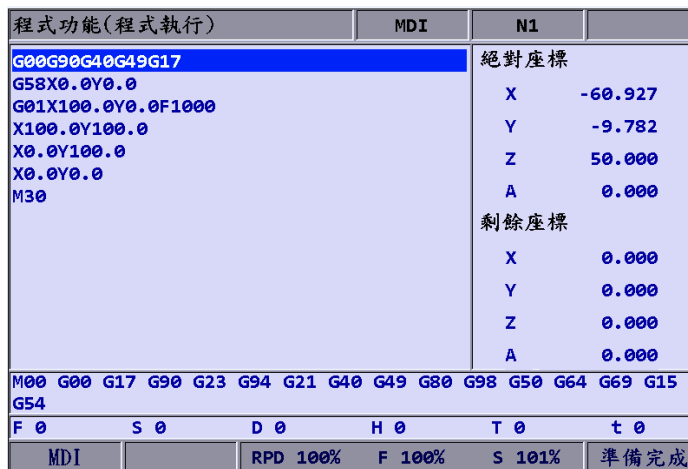 程式功能(程式執行) MDI N1
G00G90G40G49G17
G58X0.0Y0.0
G01X100.0Y0.0F1000
X100.0Y100.0
X0.0Y100.0
X0.0Y0.0
M30
絕對座標
X -60.927
Y -9.782
Z 50.000
A 0.000
剩餘座標
X 0.000
Y 0.000
Z 0.000
A 0.000
M00 G00 G17 G90 G23 G94 G21 G40 G49 G80 G98 G50 G64 G69 G15
G54
F 0 S 0 D 0 H 0 T 0 t 0
MDI RPD 100% F 100% S 101% 準備完成